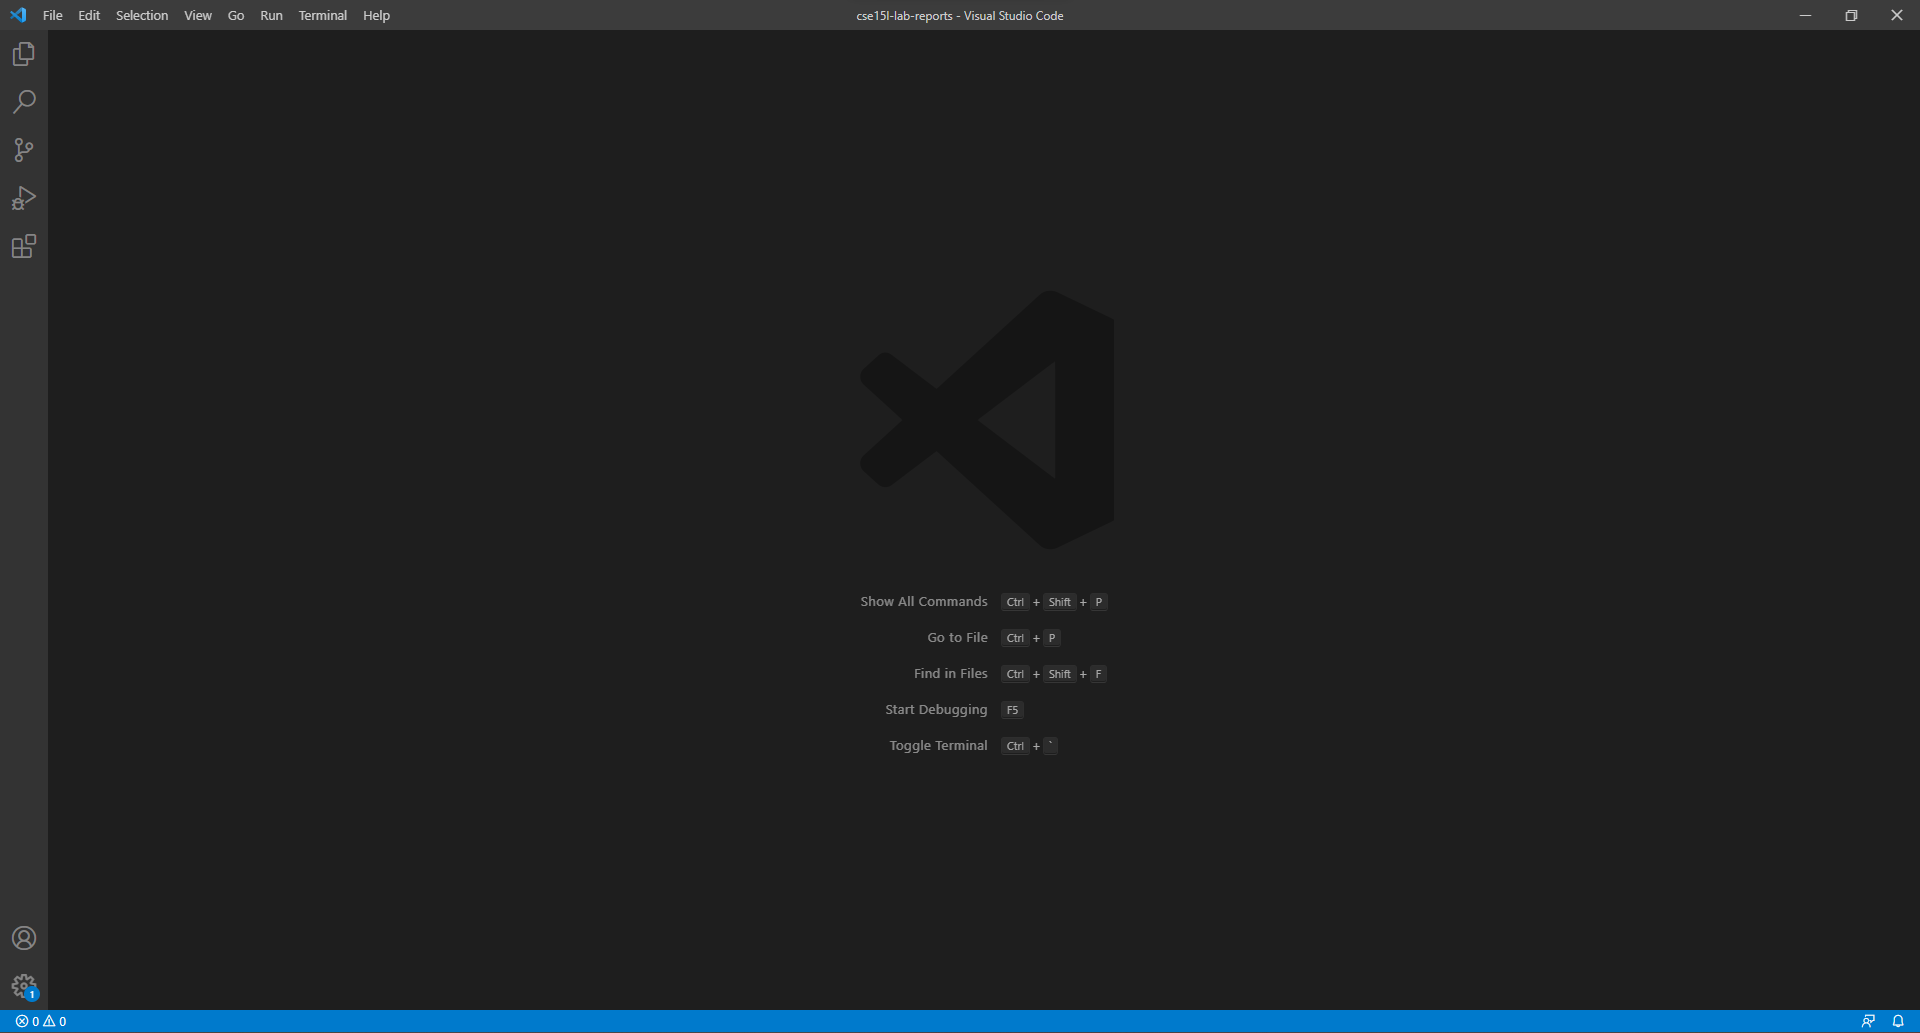 File Edit Selection View Go Run Terminal Help
cse15l-lab-reports - Visual Studio Code
Show All Commands Ctrl + Shift + P
Go to File Ctrl + P
Find in Files Ctrl + Shift + F
Start Debugging F5
Toggle Terminal Ctrl + `
1
0 0